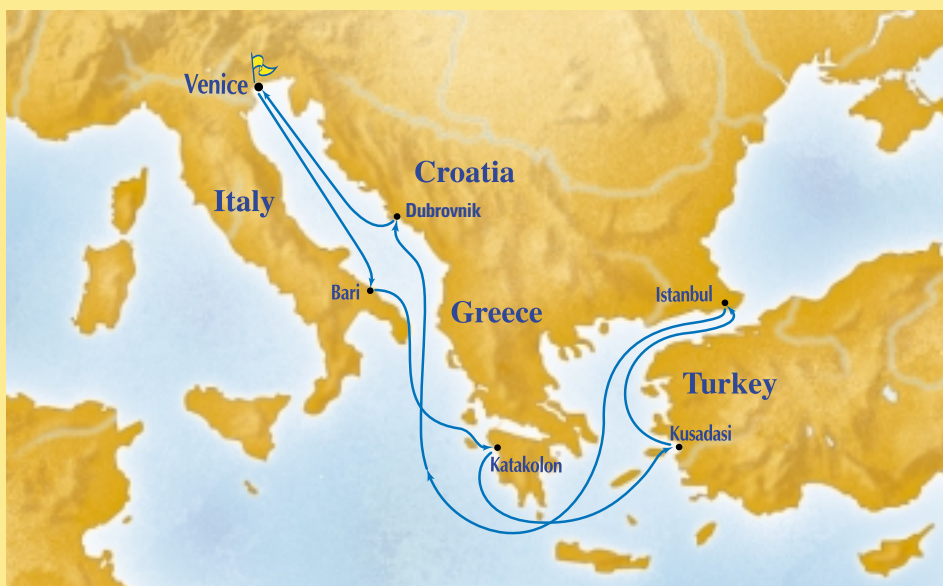 Venice
Croatia
Italy
Dubrovnik
Bari
Istanbul
Greece
Turkey
Kusadasi
Katakolon